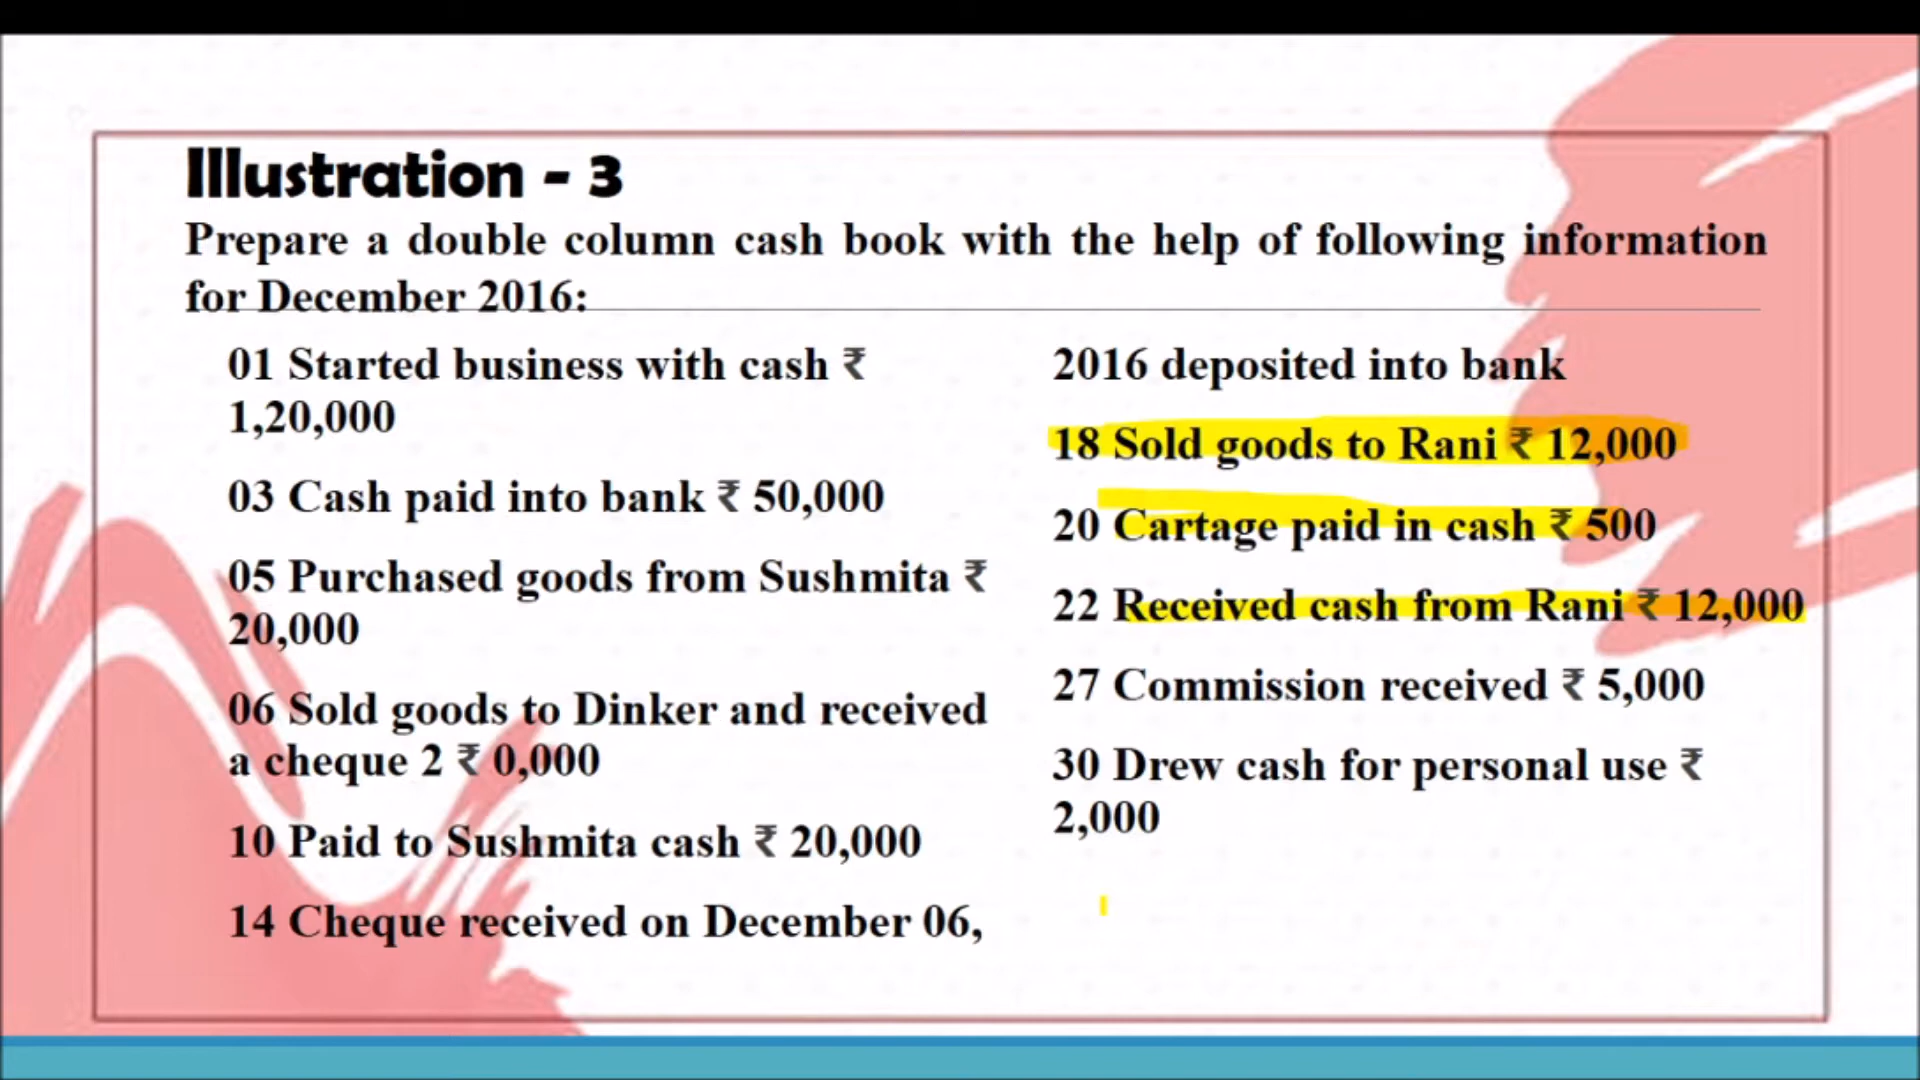 Illustration - 3
Prepare a double column cash book with the help of following information
for December 2016:
01 Started business with cash ₹
1,20,000
03 Cash paid into bank ₹ 50,000
05 Purchased goods from Sushmita ₹
20,000
06 Sold goods to Dinker and received
a cheque 2 ₹ 0,000
10 Paid to Sushmita cash ₹ 20,000
14 Cheque received on December 06,
2016 deposited into bank
18 Sold goods to Rani ₹ 12,000
20 Cartage paid in cash ₹ 500
22 Received cash from Rani ₹ 12,000
27 Commission received ₹ 5,000
30 Drew cash for personal use ₹
2,000